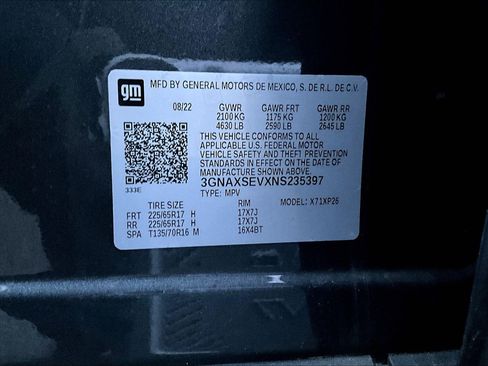 gm
MFD BY GENERAL MOTORS DE MEXICO, S. DE R.L. DE C.V.
08/22 GVWR GAWR FRT GAWR RR
2100 KG 1175 KG 1200 KG
4630 LB 2590 LB 2645 LB
THIS VEHICLE CONFORMS TO ALL
APPLICABLE U.S. FEDERAL MOTOR
VEHICLE SAFETY AND THEFT PREVENTION
STANDARDS IN EFFECT ON THE DATE OF
MANUFACTURE SHOWN ABOVE.
333E 3GNAXSEVXNS235397
TYPE: MPV MODEL: X71XP26
TIRE SIZE RIM
FRT 225/65R17 H 17X7J
RR 225/65R17 H 17X7J
SPA T135/70R16 M 16X4BT